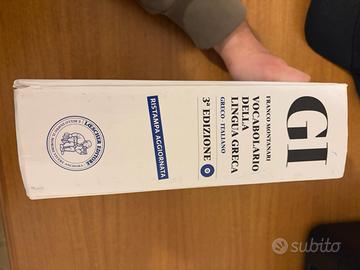 GI
FRANCO MONTANARI
VOCABOLARIO
DELLA
LINGUA GRECA
GRECO - ITALIANO
3ª EDIZIONE
RISTAMPA AGGIORNATA
LOESCHER EDITORE
subito